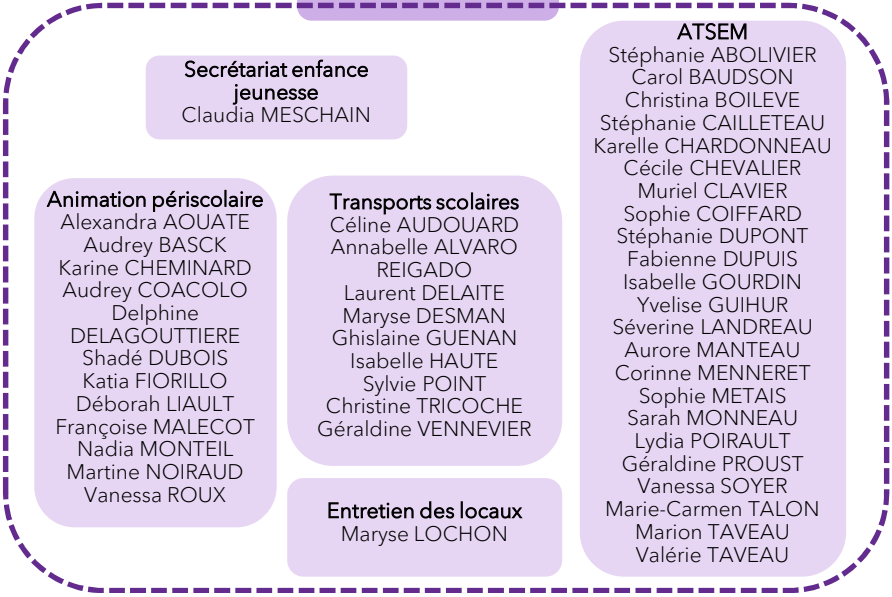 Secrétariat enfance
jeunesse
Claudia MESCHAIN
Animation périscolaire
Alexandra AOUATE
Audrey BASCK
Karine CHEMINARD
Audrey COACOLO
Delphine
DELAGOUTTIERE
Shadé DUBOIS
Katia FIORILLO
Déborah LIAULT
Françoise MALECOT
Nadia MONTEIL
Martine NOIRAUD
Vanessa ROUX
Transports scolaires
Céline AUDOUARD
Annabelle ALVARO
REIGADO
Laurent DELAITE
Maryse DESMAN
Ghislaine GUENAN
Isabelle HAUTE
Sylvie POINT
Christine TRICOCHE
Géraldine VENNEVIER
Entretien des locaux
Maryse LOCHON
ATSEM
Stéphanie ABOLIVIER
Carol BAUDSON
Christina BOILEVE
Stéphanie CAILLETEAU
Karelle CHARDONNEAU
Cécile CHEVALIER
Muriel CLAVIER
Sophie COIFFARD
Stéphanie DUPONT
Fabienne DUPUIS
Isabelle GOURDIN
Yvelise GUIHUR
Séverine LANDREAU
Aurore MANTEAU
Corinne MENNERET
Sophie METAIS
Sarah MONNEAU
Lydia POIRAULT
Géraldine PROUST
Vanessa SOYER
Marie-Carmen TALON
Marion TAVEAU
Valérie TAVEAU